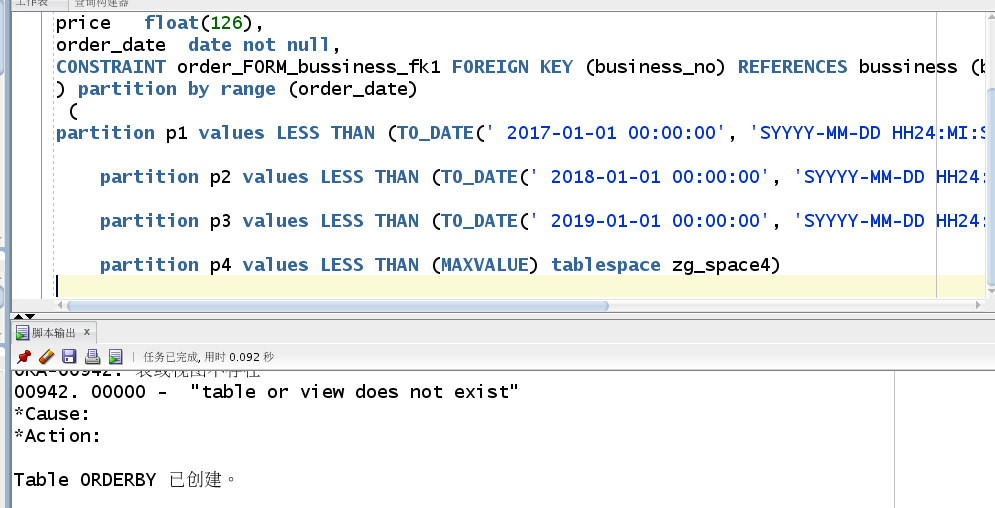 工作表 查询构建器
price   float(126),
order_date  date not null,
CONSTRAINT order_FORM_bussiness_fk1 FOREIGN KEY (business_no) REFERENCES bussiness (b
) partition by range (order_date)
(
partition p1 values LESS THAN (TO_DATE(' 2017-01-01 00:00:00', 'SYYYY-MM-DD HH24:MI:S
partition p2 values LESS THAN (TO_DATE(' 2018-01-01 00:00:00', 'SYYYY-MM-DD HH24:
partition p3 values LESS THAN (TO_DATE(' 2019-01-01 00:00:00', 'SYYYY-MM-DD HH24:
partition p4 values LESS THAN (MAXVALUE) tablespace zg_space4)
脚本输出 x
任务已完成, 用时 0.092 秒
ORA-00942: 表或视图不存在
00942. 00000 -  "table or view does not exist"
*Cause:
*Action:
Table ORDERBY 已创建。